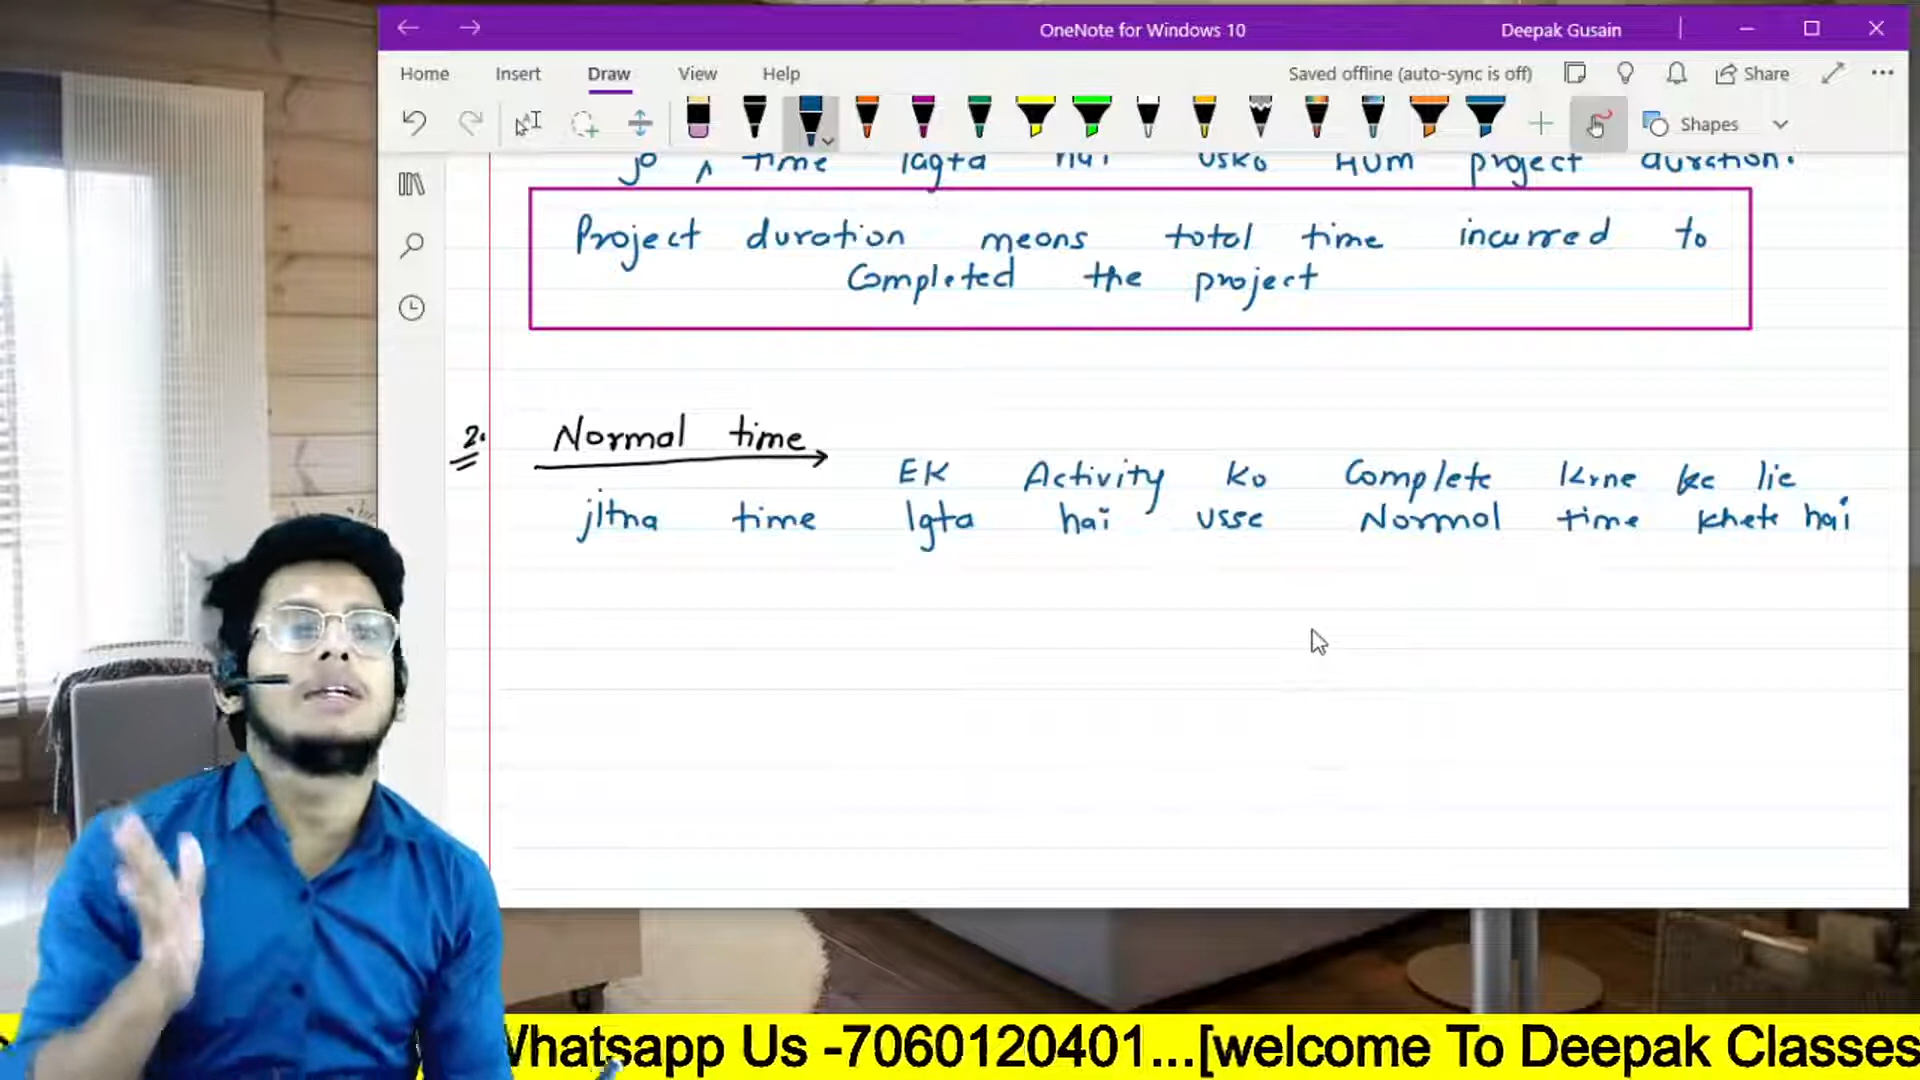 OneNote for Windows 10 Deepak Gusain
Home Insert Draw View Help Saved offline (auto-sync is off) Share
Shapes
jo ^ time lagta hai usko Hum project duration.
Project duration means total time incurred to
Completed the project
2. Normal time
EK Activity Ko Complete Krne ke lie
jitna time lgta hai usse Normal time khete hai
Whatsapp Us -7060120401...[welcome To Deepak Classes